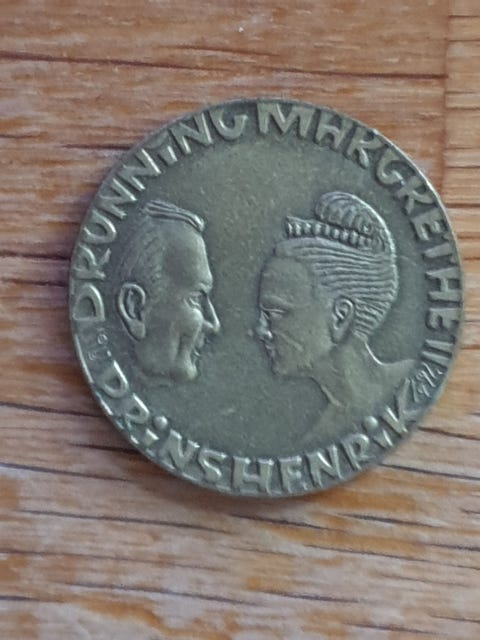 DRONNiNG MARGRETHE II
PRiNS HENRiK